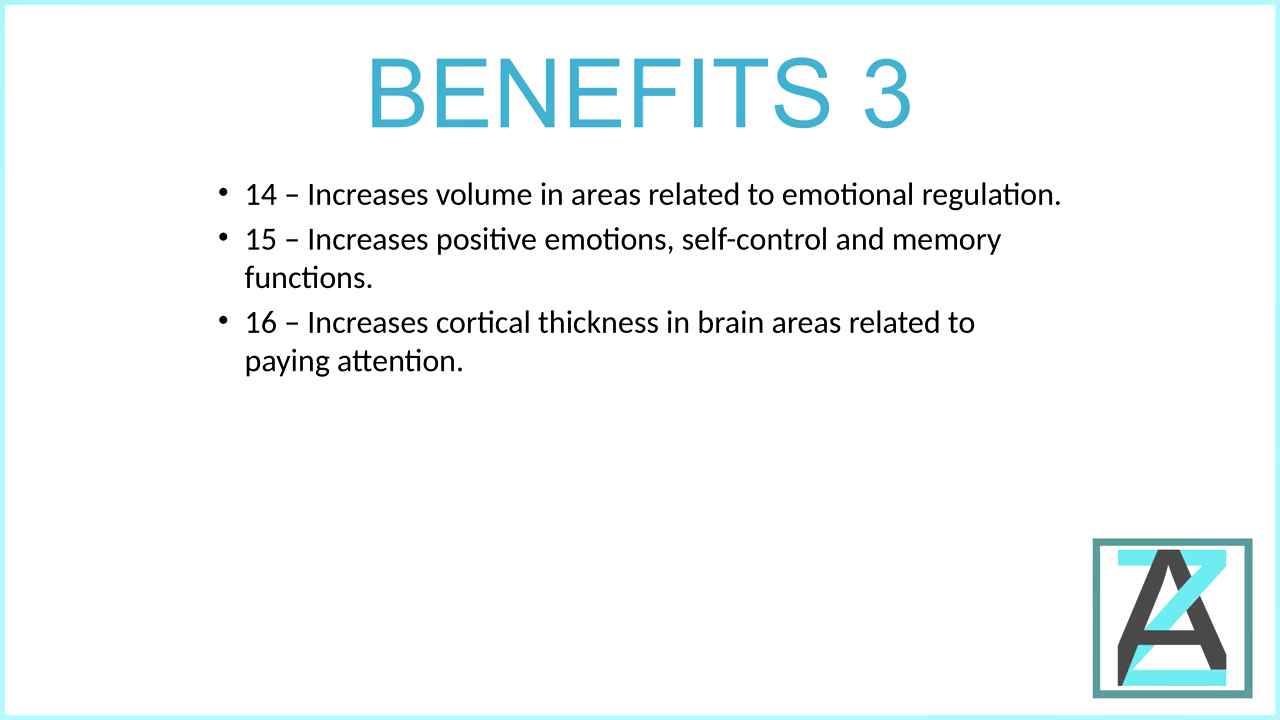 BENEFITS 3
• 14 – Increases volume in areas related to emotional regulation.
• 15 – Increases positive emotions, self-control and memory
functions.
• 16 – Increases cortical thickness in brain areas related to
paying attention.
AZ